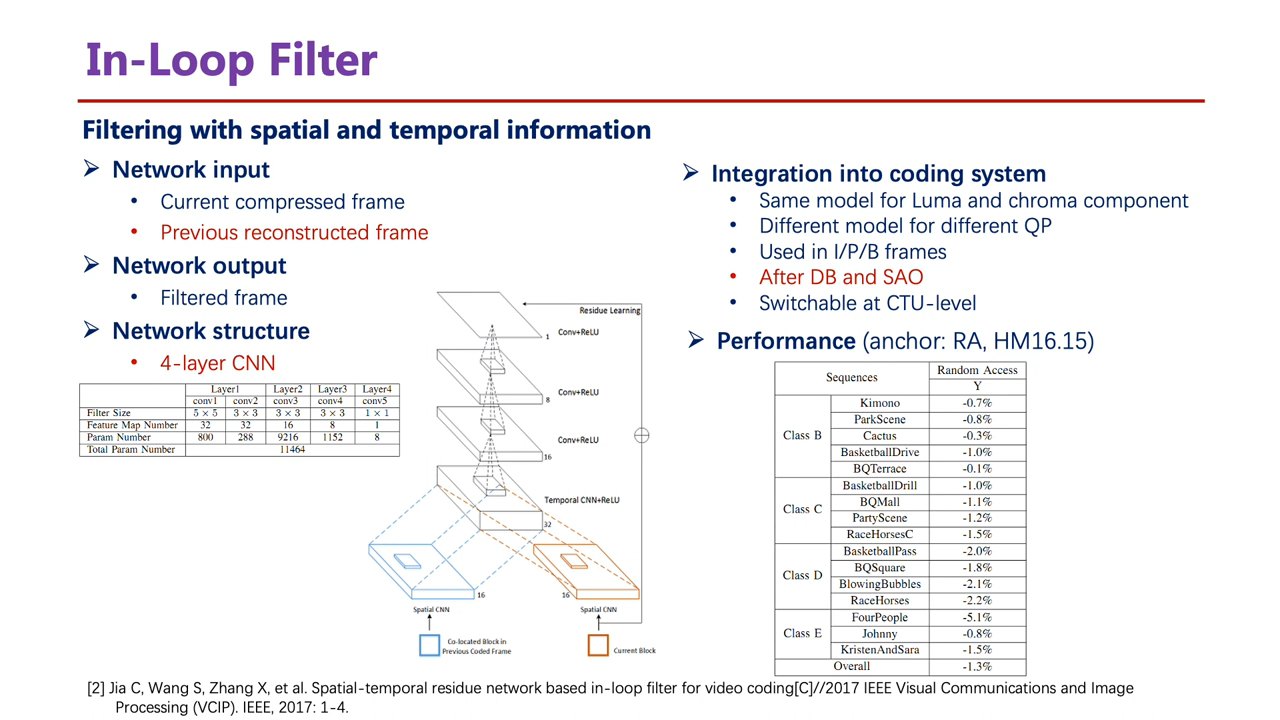 In-Loop Filter
Filtering with spatial and temporal information
➢ Network input
• Current compressed frame
• Previous reconstructed frame
➢ Network output
• Filtered frame
➢ Network structure
• 4-layer CNN
Layer1 Layer2 Layer3 Layer4
conv1 conv2 conv3 conv4 conv5
Filter Size 5 × 5 3 × 3 3 × 3 3 × 3 1 × 1
Feature Map Number 32 32 16 8 1
Param Number 800 288 9216 1152 8
Total Param Number 11464
Residue Learning
1 Conv+ReLU
Conv+ReLU
8
Conv+ReLU
16
Temporal CNN+ReLU
32
16 16
Spatial CNN Spatial CNN
Co-located Block in
Previous Coded Frame
Current Block
➢ Integration into coding system
• Same model for Luma and chroma component
• Different model for different QP
• Used in I/P/B frames
• After DB and SAO
• Switchable at CTU-level
➢ Performance (anchor: RA, HM16.15)
Sequences Random Access
Y
Class B Kimono -0.7%
ParkScene -0.8%
Cactus -0.3%
BasketballDrive -1.0%
BQTerrace -0.1%
Class C BasketballDrill -1.0%
BQMall -1.1%
PartyScene -1.2%
RaceHorsesC -1.5%
Class D BasketballPass -2.0%
BQSquare -1.8%
BlowingBubbles -2.1%
RaceHorses -2.2%
Class E FourPeople -5.1%
Johnny -0.8%
KristenAndSara -1.5%
Overall -1.3%
[2] Jia C, Wang S, Zhang X, et al. Spatial-temporal residue network based in-loop filter for video coding[C]//2017 IEEE Visual Communications and Image
Processing (VCIP). IEEE, 2017: 1-4.